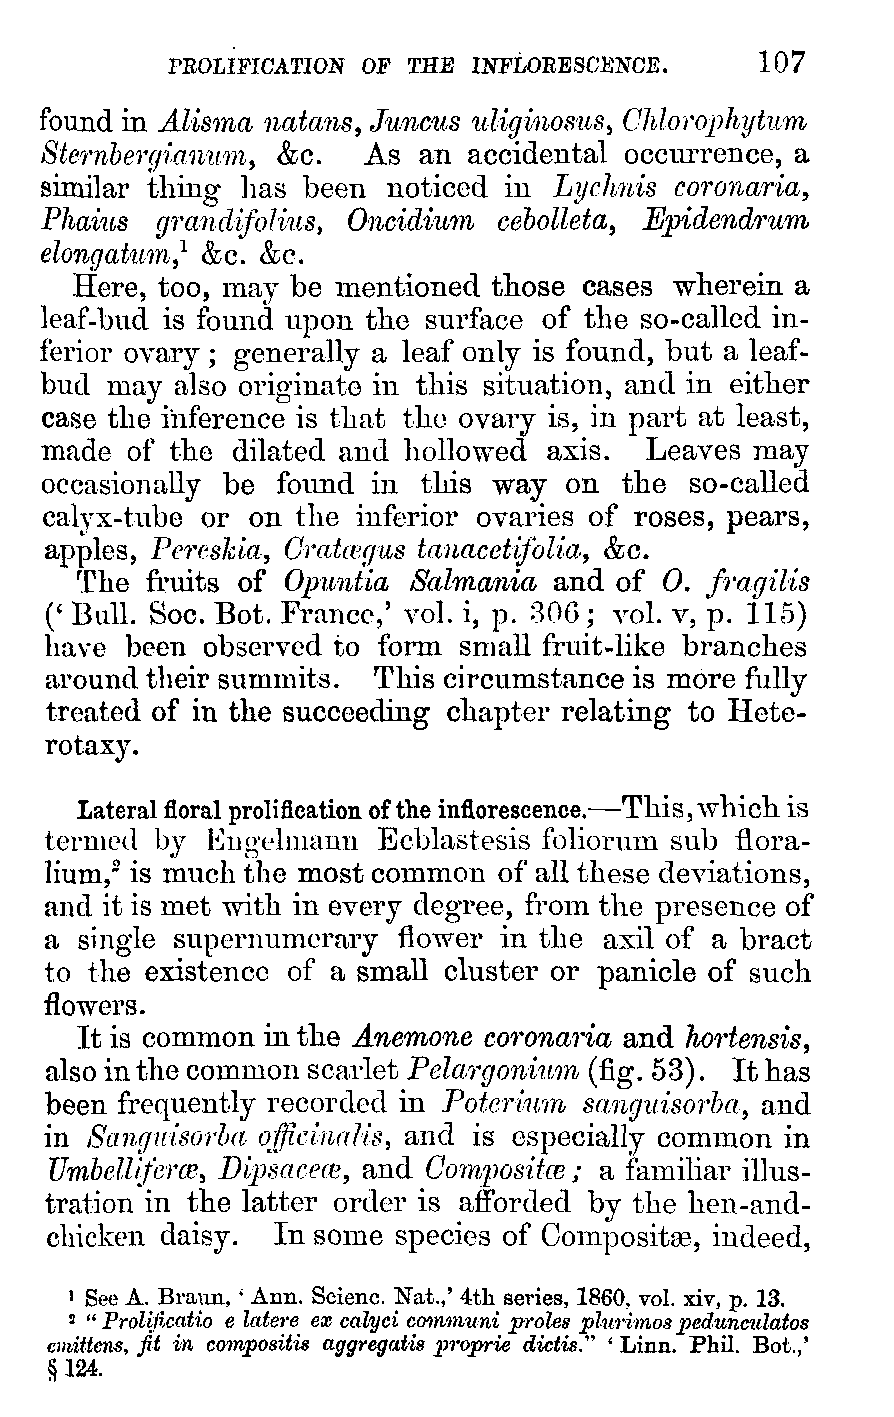 PROLIFICATION OF THE INFLORESCENCE. 107
found in Alisma natans, Juncus uliginosus, Chlorophytum
Sternbergianum, &c. As an accidental occurrence, a
similar thing has been noticed in Lychnis coronaria,
Phaius grandifolius, Oncidium cebolleta, Epidendrum
elongatum,¹ &c. &c.
Here, too, may be mentioned those cases wherein a
leaf-bud is found upon the surface of the so-called in-
ferior ovary; generally a leaf only is found, but a leaf-
bud may also originate in this situation, and in either
case the inference is that the ovary is, in part at least,
made of the dilated and hollowed axis. Leaves may
occasionally be found in this way on the so-called
calyx-tube or on the inferior ovaries of roses, pears,
apples, Pereskia, Cratægus tanacetifolia, &c.
The fruits of Opuntia Salmania and of O. fragilis
(‘Bull. Soc. Bot. France,’ vol. i, p. 306; vol. v, p. 115)
have been observed to form small fruit-like branches
around their summits. This circumstance is more fully
treated of in the succeeding chapter relating to Hete-
rotaxy.
Lateral floral prolification of the inflorescence.—This, which is
termed by Engelmann Ecblastesis foliorum sub flora-
lium,² is much the most common of all these deviations,
and it is met with in every degree, from the presence of
a single supernumerary flower in the axil of a bract
to the existence of a small cluster or panicle of such
flowers.
It is common in the Anemone coronaria and hortensis,
also in the common scarlet Pelargonium (fig. 53). It has
been frequently recorded in Poterium sanguisorba, and
in Sanguisorba officinalis, and is especially common in
Umbelliferæ, Dipsaceæ, and Compositæ; a familiar illus-
tration in the latter order is afforded by the hen-and-
chicken daisy. In some species of Compositæ, indeed,
¹ See A. Braun, ‘Ann. Scienc. Nat.,’ 4th series, 1860, vol. xiv, p. 13.
² “Prolificatio e latere ex calyci communi proles plurimos pedunculatos
emittens, fit in compositis aggregatis proprie dictis.” ‘Linn. Phil. Bot.,’
§ 124.